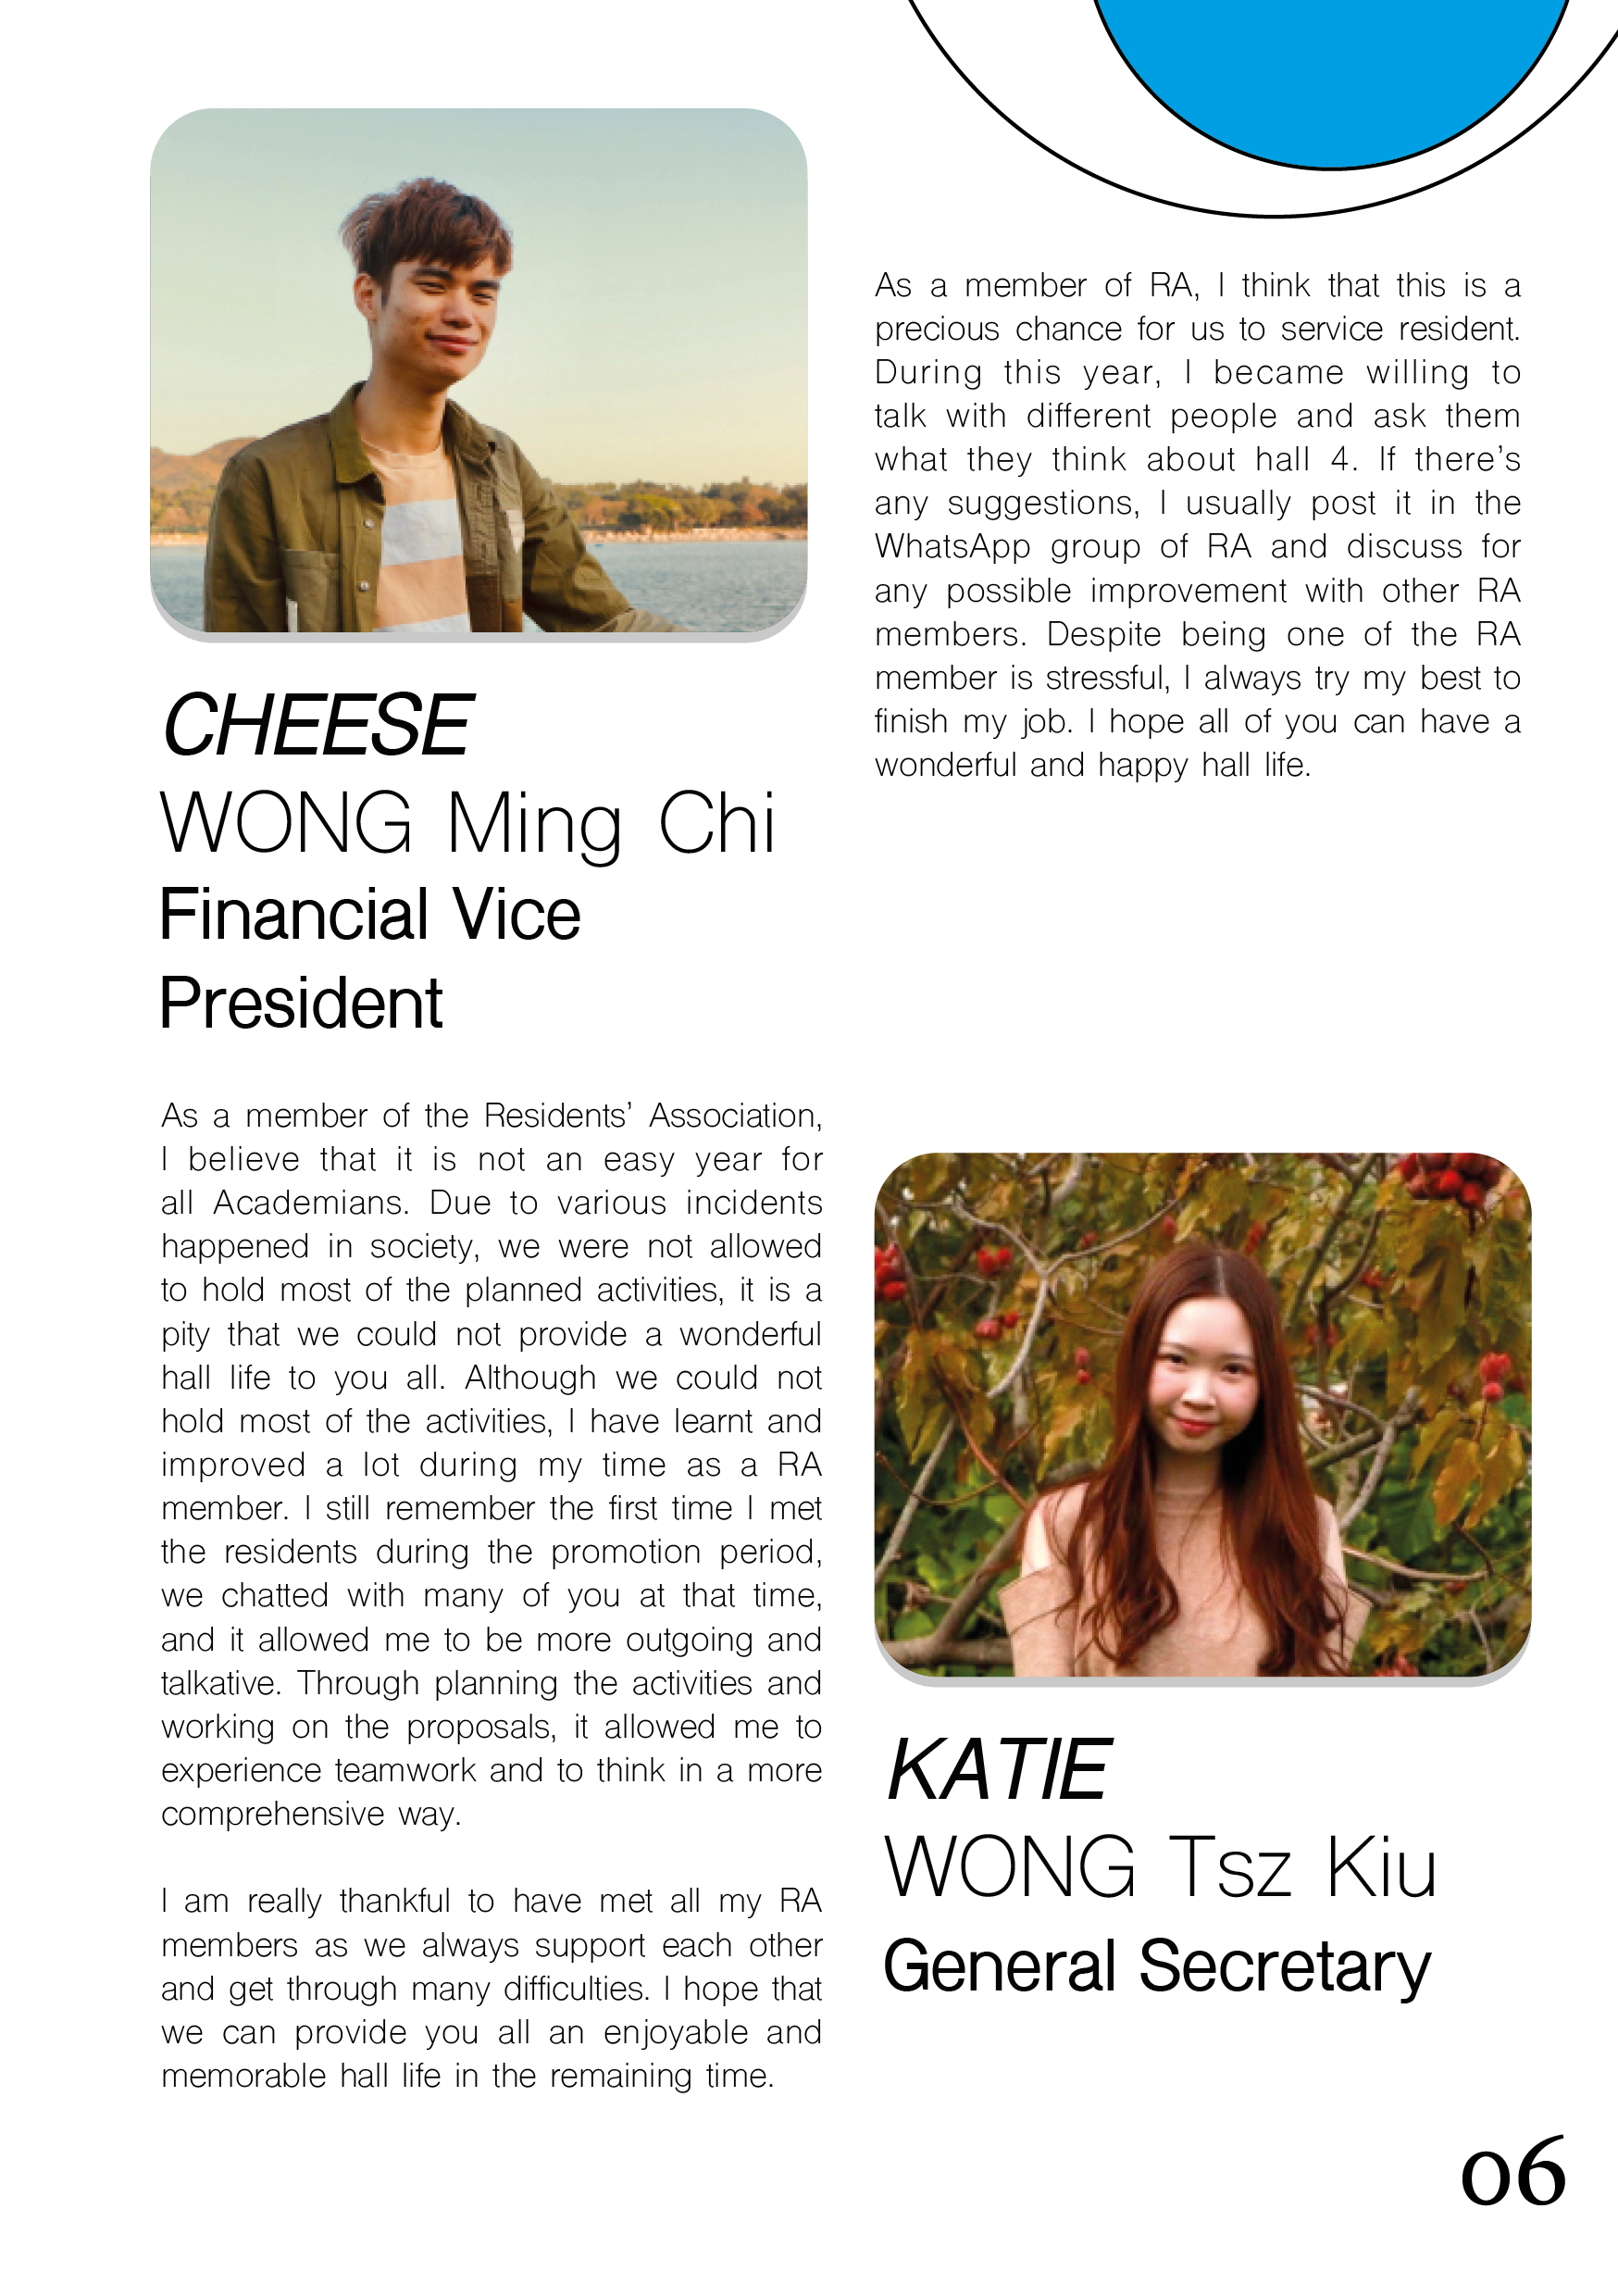 CHEESE
WONG Ming Chi
Financial Vice
President
As a member of the Residents’ Association,
I believe that it is not an easy year for
all Academians. Due to various incidents
happened in society, we were not allowed
to hold most of the planned activities, it is a
pity that we could not provide a wonderful
hall life to you all. Although we could not
hold most of the activities, I have learnt and
improved a lot during my time as a RA
member. I still remember the first time I met
the residents during the promotion period,
we chatted with many of you at that time,
and it allowed me to be more outgoing and
talkative. Through planning the activities and
working on the proposals, it allowed me to
experience teamwork and to think in a more
comprehensive way.
I am really thankful to have met all my RA
members as we always support each other
and get through many difficulties. I hope that
we can provide you all an enjoyable and
memorable hall life in the remaining time.
As a member of RA, I think that this is a
precious chance for us to service resident.
During this year, I became willing to
talk with different people and ask them
what they think about hall 4. If there’s
any suggestions, I usually post it in the
WhatsApp group of RA and discuss for
any possible improvement with other RA
members. Despite being one of the RA
member is stressful, I always try my best to
finish my job. I hope all of you can have a
wonderful and happy hall life.
KATIE
WONG Tsz Kiu
General Secretary
06